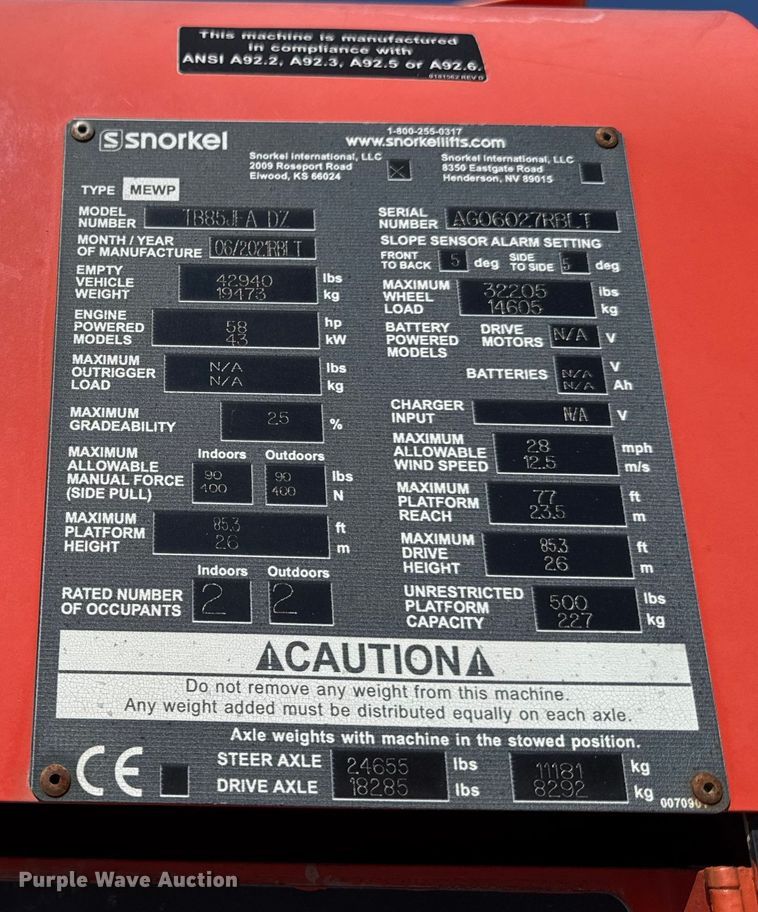 This machine is manufactured
in compliance with
ANSI A92.2, A92.3, A92.5 or A92.6.
0181562 REV D
snorkel
1-800-255-0317
www.snorkellifts.com
Snorkel International, LLC
2009 Roseport Road
Elwood, KS 66024
Snorkel International, LLC
8350 Eastgate Road
Henderson, NV 89015
TYPE MEWP
MODEL NUMBER TB85J-A DZ
SERIAL NUMBER AG06027RBLT
MONTH / YEAR OF MANUFACTURE 06/2021RBLT
SLOPE SENSOR ALARM SETTING
FRONT TO BACK 5 deg SIDE TO SIDE 5 deg
EMPTY VEHICLE WEIGHT 42940 lbs
19473 kg
MAXIMUM WHEEL LOAD 32205 lbs
14605 kg
ENGINE POWERED MODELS 58 hp
43 kW
BATTERY POWERED MODELS
DRIVE MOTORS N/A V
BATTERIES N/A V
N/A Ah
MAXIMUM OUTRIGGER LOAD N/A lbs
N/A kg
CHARGER INPUT N/A V
MAXIMUM GRADEABILITY 25 %
MAXIMUM ALLOWABLE WIND SPEED 28 mph
12.5 m/s
MAXIMUM ALLOWABLE MANUAL FORCE (SIDE PULL)
Indoors Outdoors
90 90 lbs
400 400 N
MAXIMUM PLATFORM REACH 77 ft
23.5 m
MAXIMUM PLATFORM HEIGHT 85.3 ft
26 m
MAXIMUM DRIVE HEIGHT 85.3 ft
26 m
Indoors Outdoors
RATED NUMBER OF OCCUPANTS 2 2
UNRESTRICTED PLATFORM CAPACITY 500 lbs
227 kg
CAUTION
Do not remove any weight from this machine.
Any weight added must be distributed equally on each axle.
Axle weights with machine in the stowed position.
CE
STEER AXLE 24655 lbs 11181 kg
DRIVE AXLE 18285 lbs 8292 kg
Purple Wave Auction